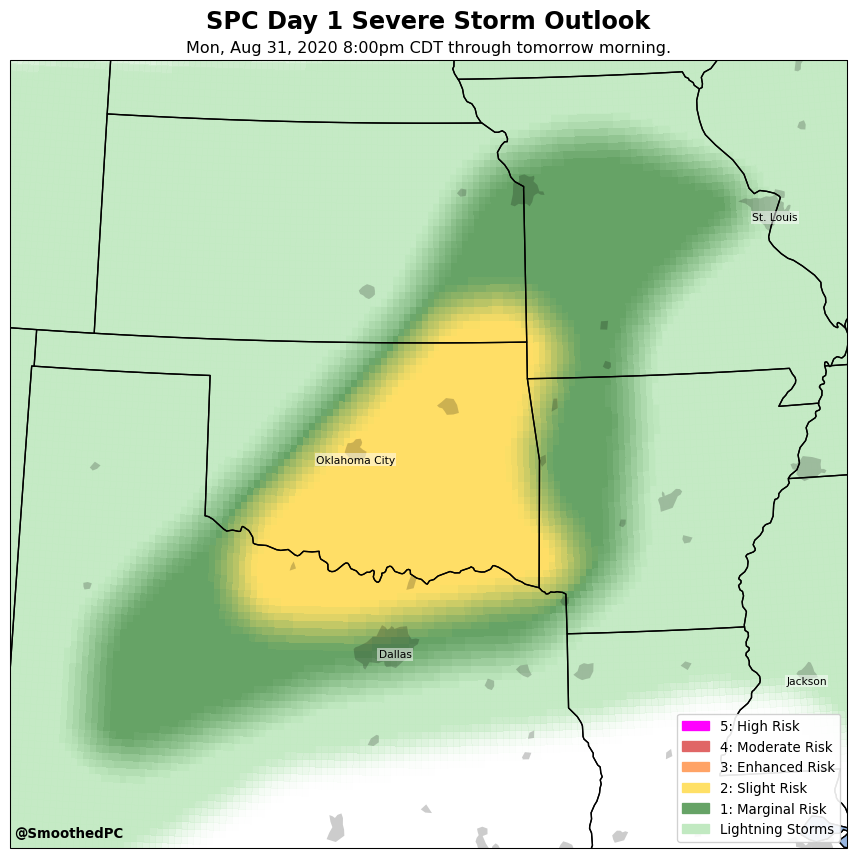 SPC Day 1 Severe Storm Outlook
Mon, Aug 31, 2020 8:00pm CDT through tomorrow morning.
St. Louis
Oklahoma City
Dallas
Jackson
5: High Risk
4: Moderate Risk
3: Enhanced Risk
2: Slight Risk
1: Marginal Risk
Lightning Storms
@SmoothedPC